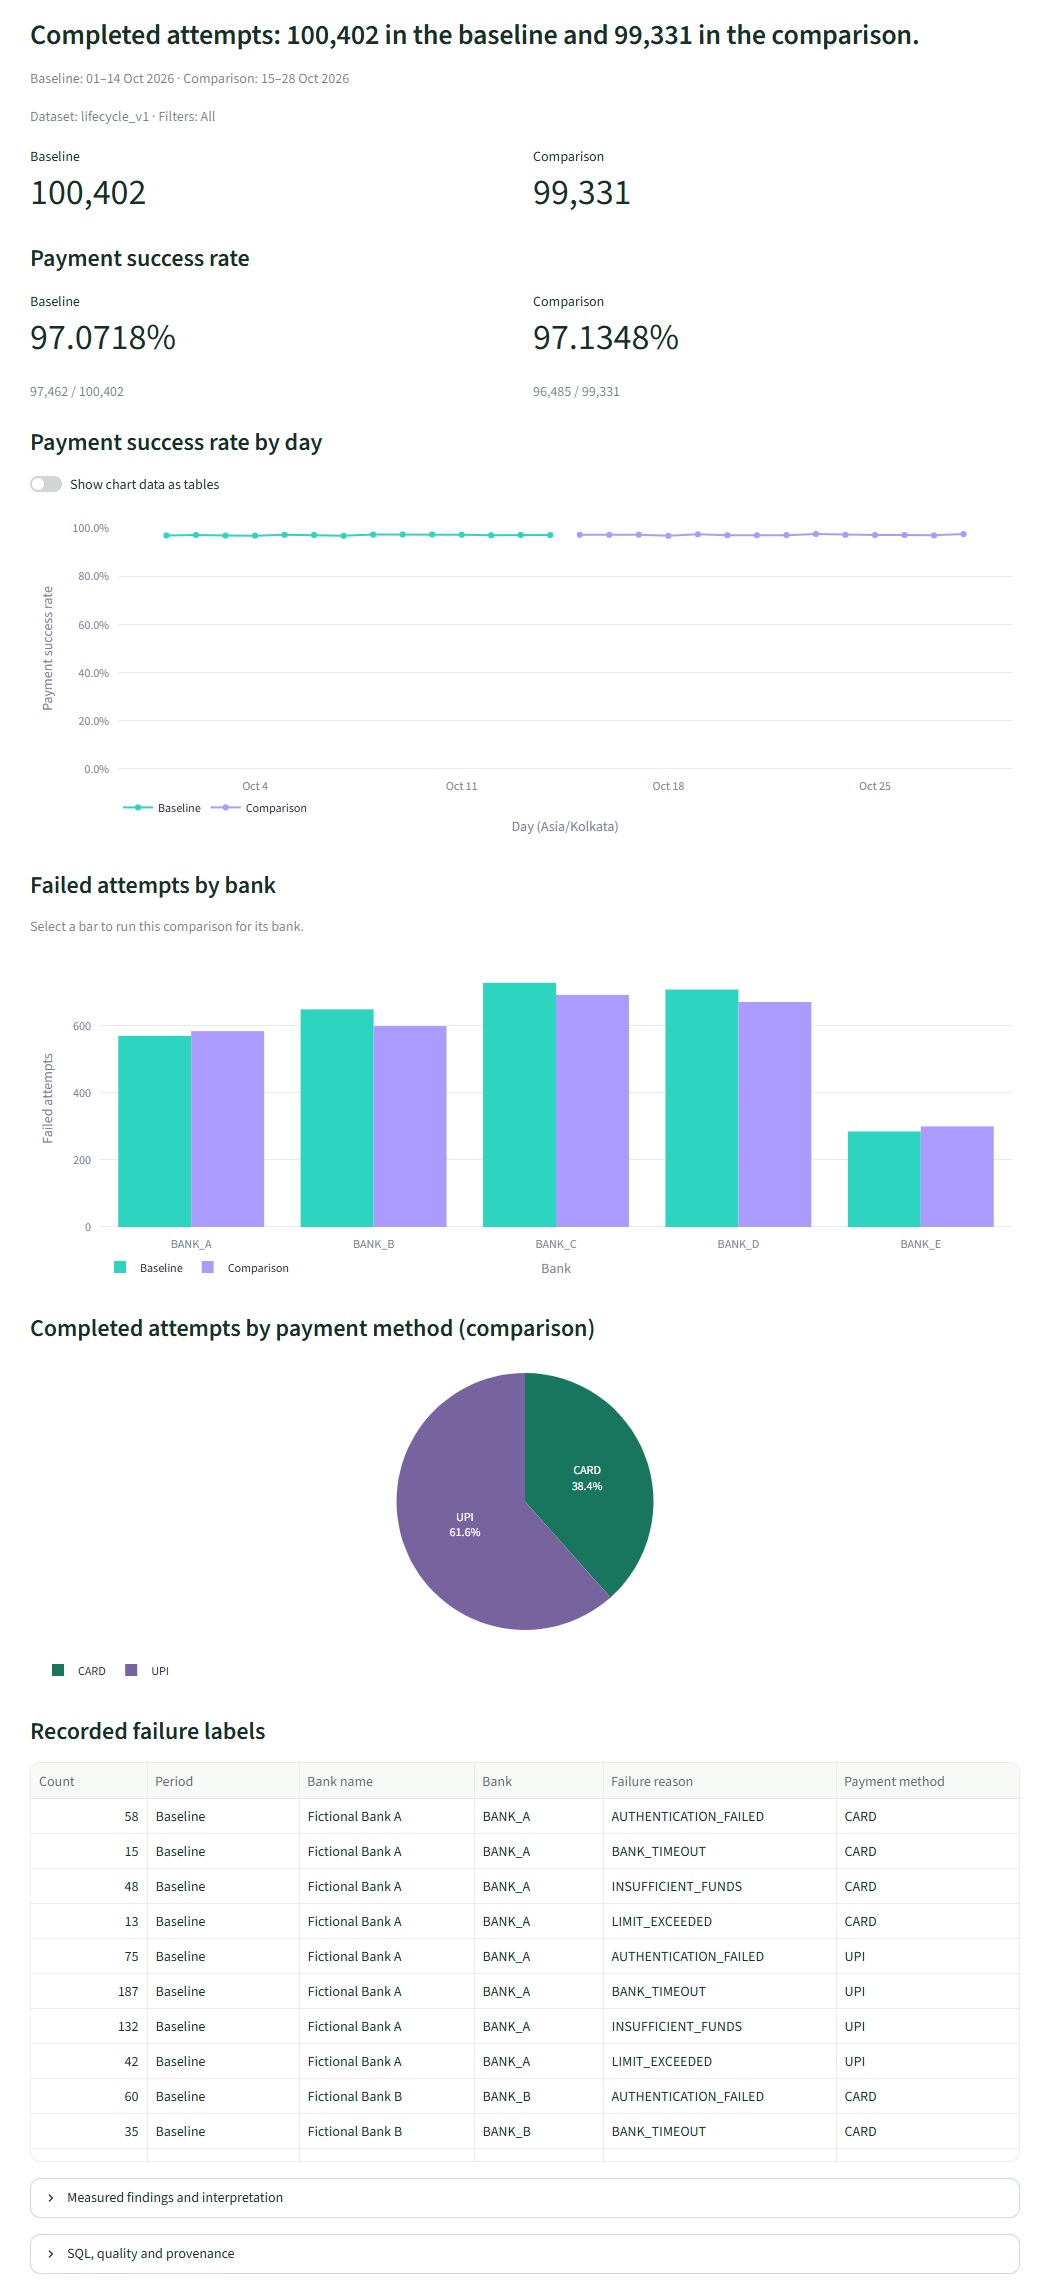 Completed attempts: 100,402 in the baseline and 99,331 in the comparison.
Baseline: 01–14 Oct 2026 · Comparison: 15–28 Oct 2026
Dataset: lifecycle_v1 · Filters: All
Baseline Comparison
100,402 99,331
Payment success rate
Baseline Comparison
97.0718% 97.1348%
97,462 / 100,402 96,485 / 99,331
Payment success rate by day
Show chart data as tables
100.0%
80.0%
60.0%
40.0%
20.0%
0.0%
Payment success rate
Oct 4 Oct 11 Oct 18 Oct 25
Baseline Comparison
Day (Asia/Kolkata)
Failed attempts by bank
Select a bar to run this comparison for its bank.
600
400
200
0
Failed attempts
BANK_A BANK_B BANK_C BANK_D BANK_E
Baseline Comparison Bank
Completed attempts by payment method (comparison)
CARD
38.4%
UPI
61.6%
CARD UPI
Recorded failure labels
Count Period Bank name Bank Failure reason Payment method
58 Baseline Fictional Bank A BANK_A AUTHENTICATION_FAILED CARD
15 Baseline Fictional Bank A BANK_A BANK_TIMEOUT CARD
48 Baseline Fictional Bank A BANK_A INSUFFICIENT_FUNDS CARD
13 Baseline Fictional Bank A BANK_A LIMIT_EXCEEDED CARD
75 Baseline Fictional Bank A BANK_A AUTHENTICATION_FAILED UPI
187 Baseline Fictional Bank A BANK_A BANK_TIMEOUT UPI
132 Baseline Fictional Bank A BANK_A INSUFFICIENT_FUNDS UPI
42 Baseline Fictional Bank A BANK_A LIMIT_EXCEEDED UPI
60 Baseline Fictional Bank B BANK_B AUTHENTICATION_FAILED CARD
35 Baseline Fictional Bank B BANK_B BANK_TIMEOUT CARD
Measured findings and interpretation
SQL, quality and provenance